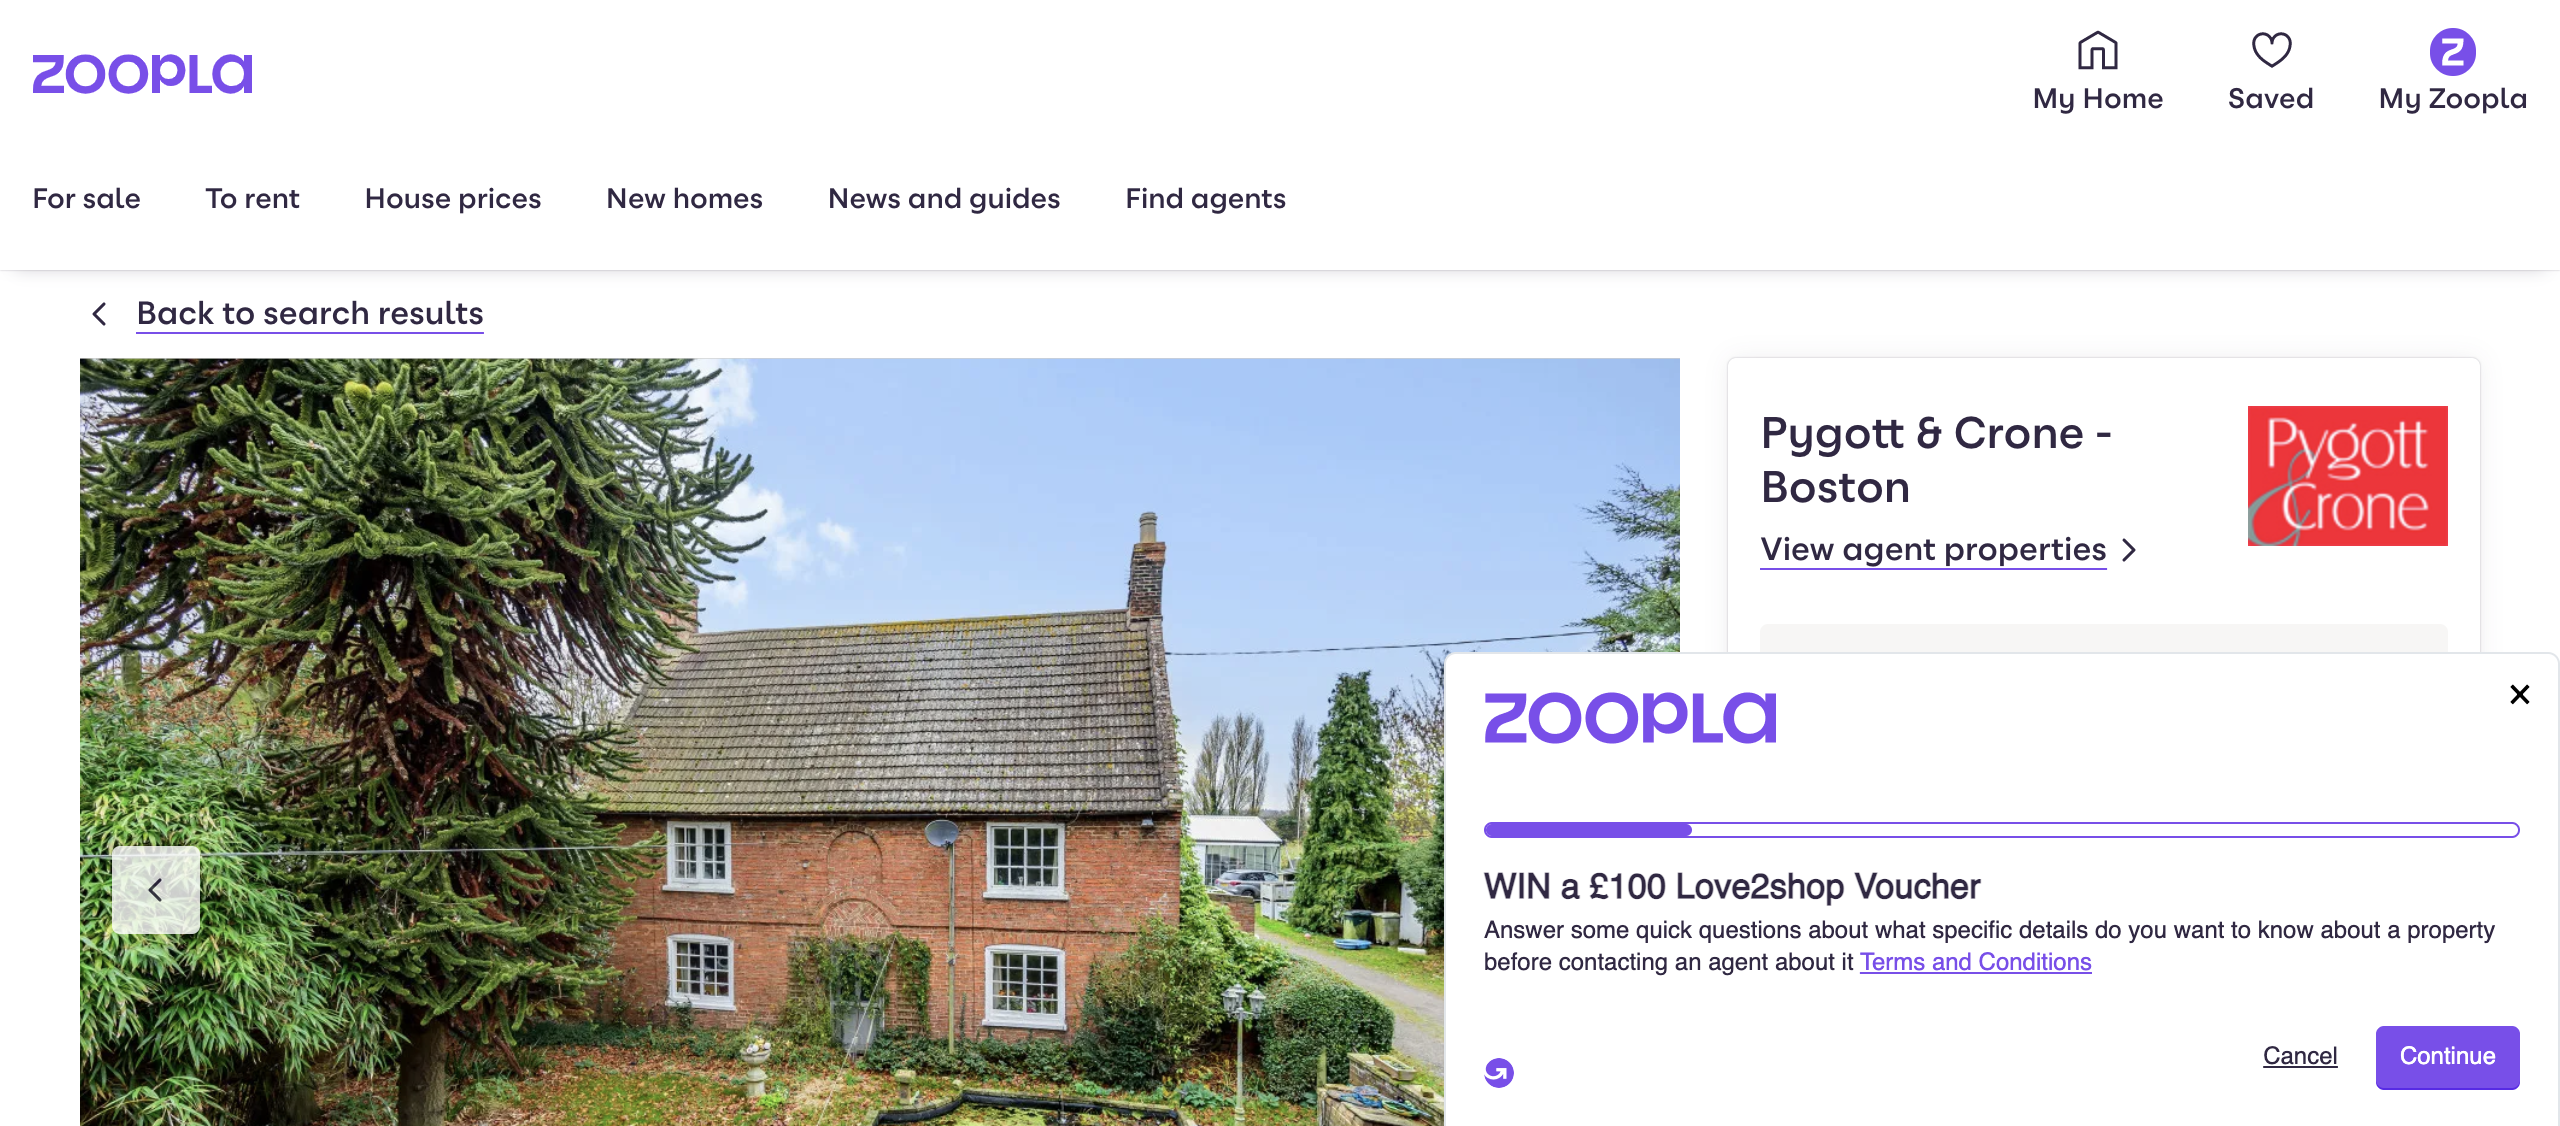 zoopla
My Home
Saved
My Zoopla
For sale
To rent
House prices
New homes
News and guides
Find agents
Back to search results
Pygott & Crone -
Boston
View agent properties
Pygott
& Crone
zoopla
WIN a £100 Love2shop Voucher
Answer some quick questions about what specific details do you want to know about a property
before contacting an agent about it Terms and Conditions
Cancel
Continue